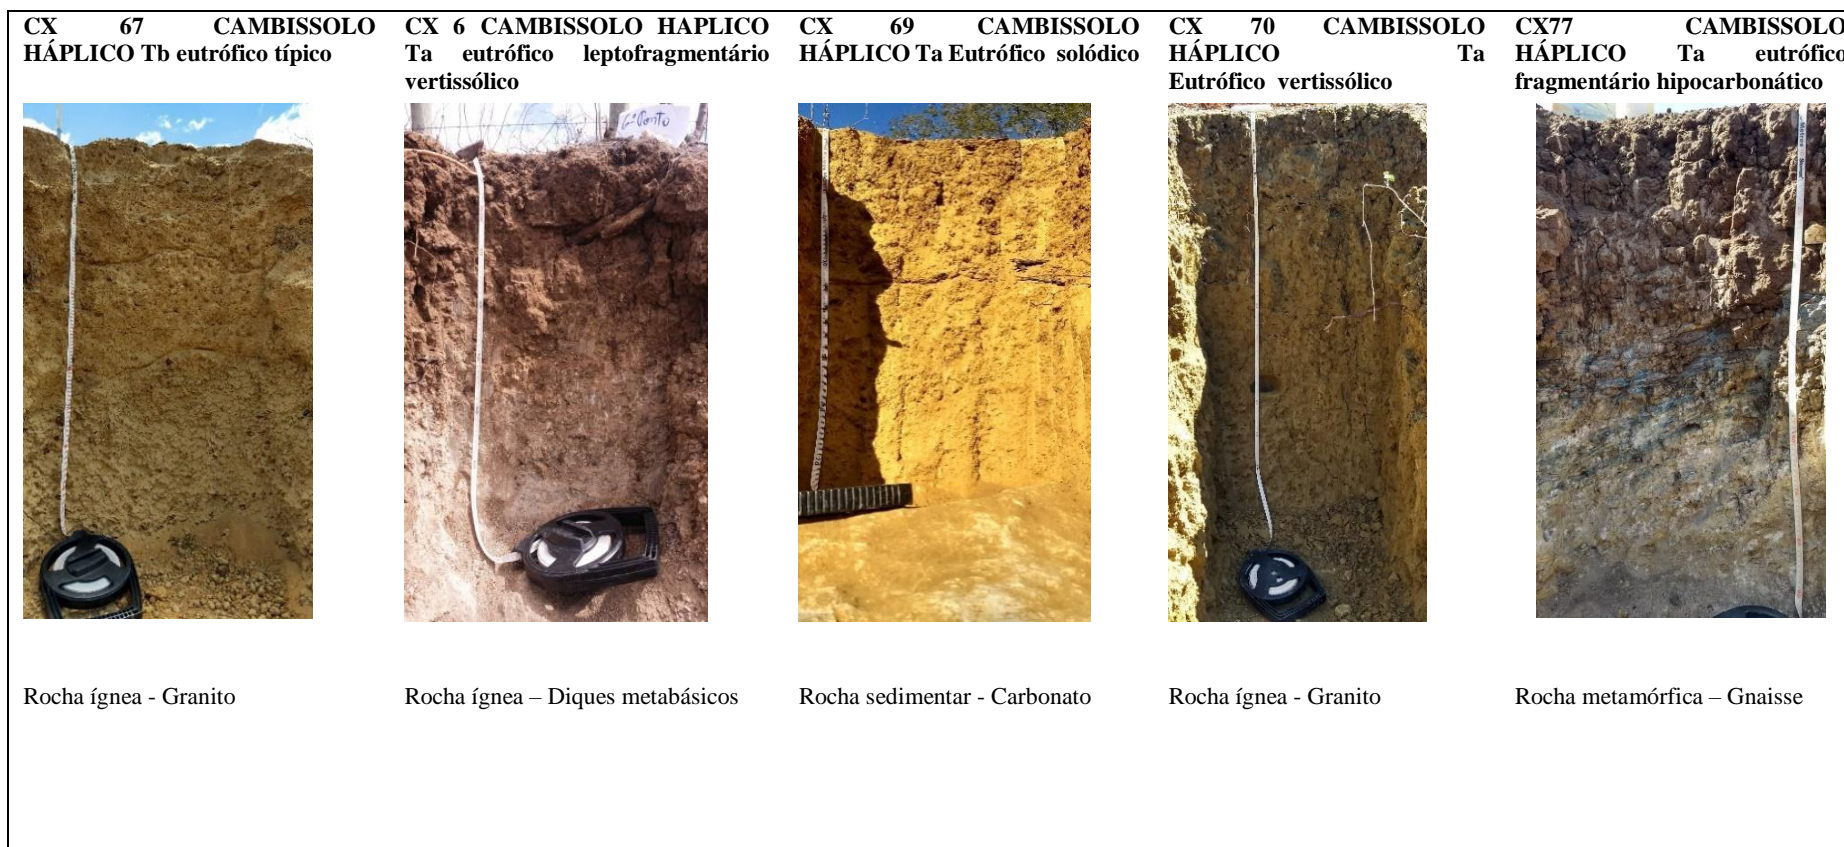 CX 67 CAMBISSOLO
HÁPLICO Tb eutrófico típico
CX 6 CAMBISSOLO HAPLICO
Ta eutrófico leptofragmentário
vertissólico
6º Ponto
CX 69 CAMBISSOLO
HÁPLICO Ta Eutrófico solódico
CX 70 CAMBISSOLO
HÁPLICO Ta
Eutrófico vertissólico
CX77 CAMBISSOLO
HÁPLICO Ta eutrófico
fragmentário hipocarbonático
Rocha ígnea - Granito
Rocha ígnea – Diques metabásicos
Rocha sedimentar - Carbonato
Rocha ígnea - Granito
Rocha metamórfica – Gnaisse